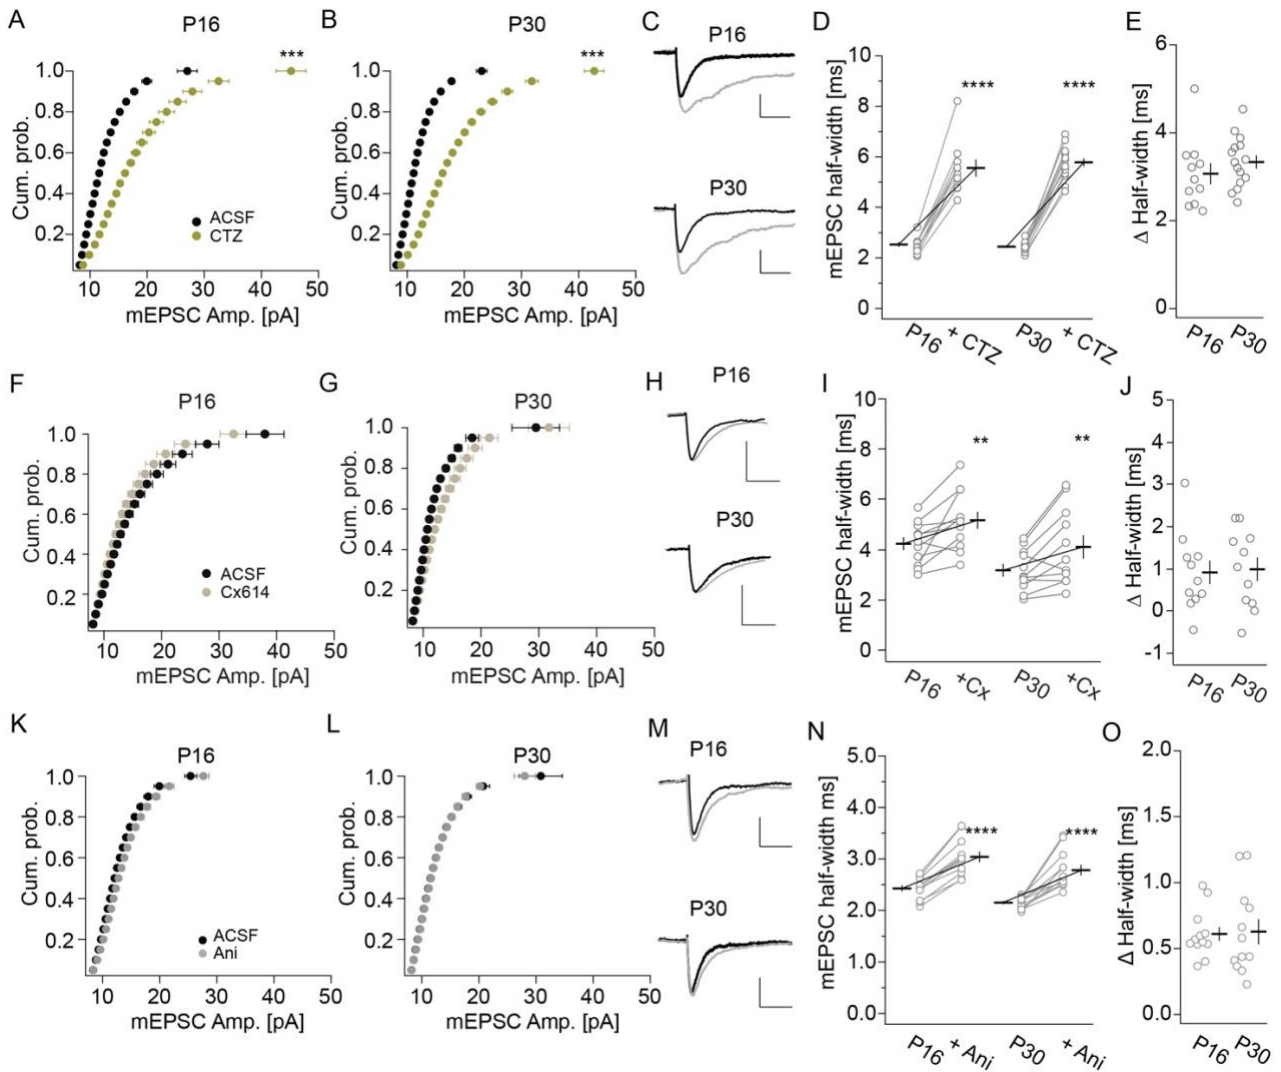 A
P16
***
Cum. prob.
1.0
0.8
0.6
0.4
0.2
ACSF
CTZ
10 20 30 40 50
mEPSC Amp. [pA]
B
P30
***
Cum. prob.
1.0
0.8
0.6
0.4
0.2
10 20 30 40 50
mEPSC Amp. [pA]
C
P16
P30
D
mEPSC half-width [ms]
10
8
6
4
2
0
**** ****
P16 + CTZ P30 + CTZ
E
Δ Half-width [ms]
6
4
2
0
P16 P30
F
P16
Cum. prob.
1.0
0.8
0.6
0.4
0.2
ACSF
Cx614
10 20 30 40 50
mEPSC Amp. [pA]
G
P30
Cum. prob.
1.0
0.8
0.6
0.4
0.2
10 20 30 40 50
mEPSC Amp. [pA]
H
P16
P30
I
mEPSC half-width [ms]
10
8
6
4
2
0
** **
P16 +Cx P30 +Cx
J
Δ Half-width [ms]
5
4
3
2
1
0
-1
P16 P30
K
P16
Cum. prob.
1.0
0.8
0.6
0.4
0.2
ACSF
Ani
10 20 30 40 50
mEPSC Amp. [pA]
L
P30
Cum. prob.
1.0
0.8
0.6
0.4
0.2
10 20 30 40 50
mEPSC Amp. [pA]
M
P16
P30
N
mEPSC half-width ms]
5.0
4.0
3.0
2.0
1.0
0.0
**** ****
P16 + Ani P30 + Ani
O
Δ Half-width [ms]
2.0
1.5
1.0
0.5
0.0
P16 P30